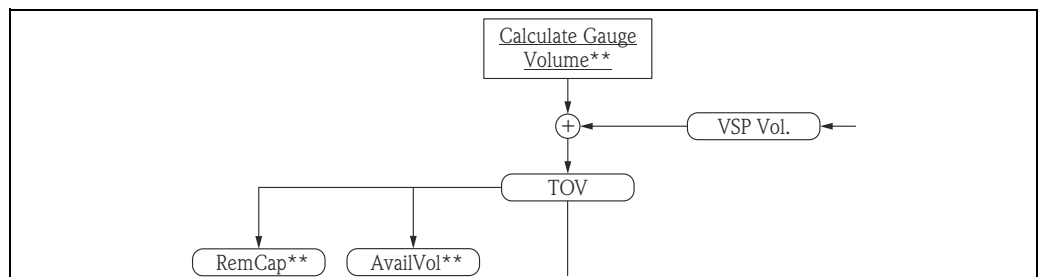 Calculate Gauge
Volume**
+
VSP Vol.
TOV
RemCap**
AvailVol**